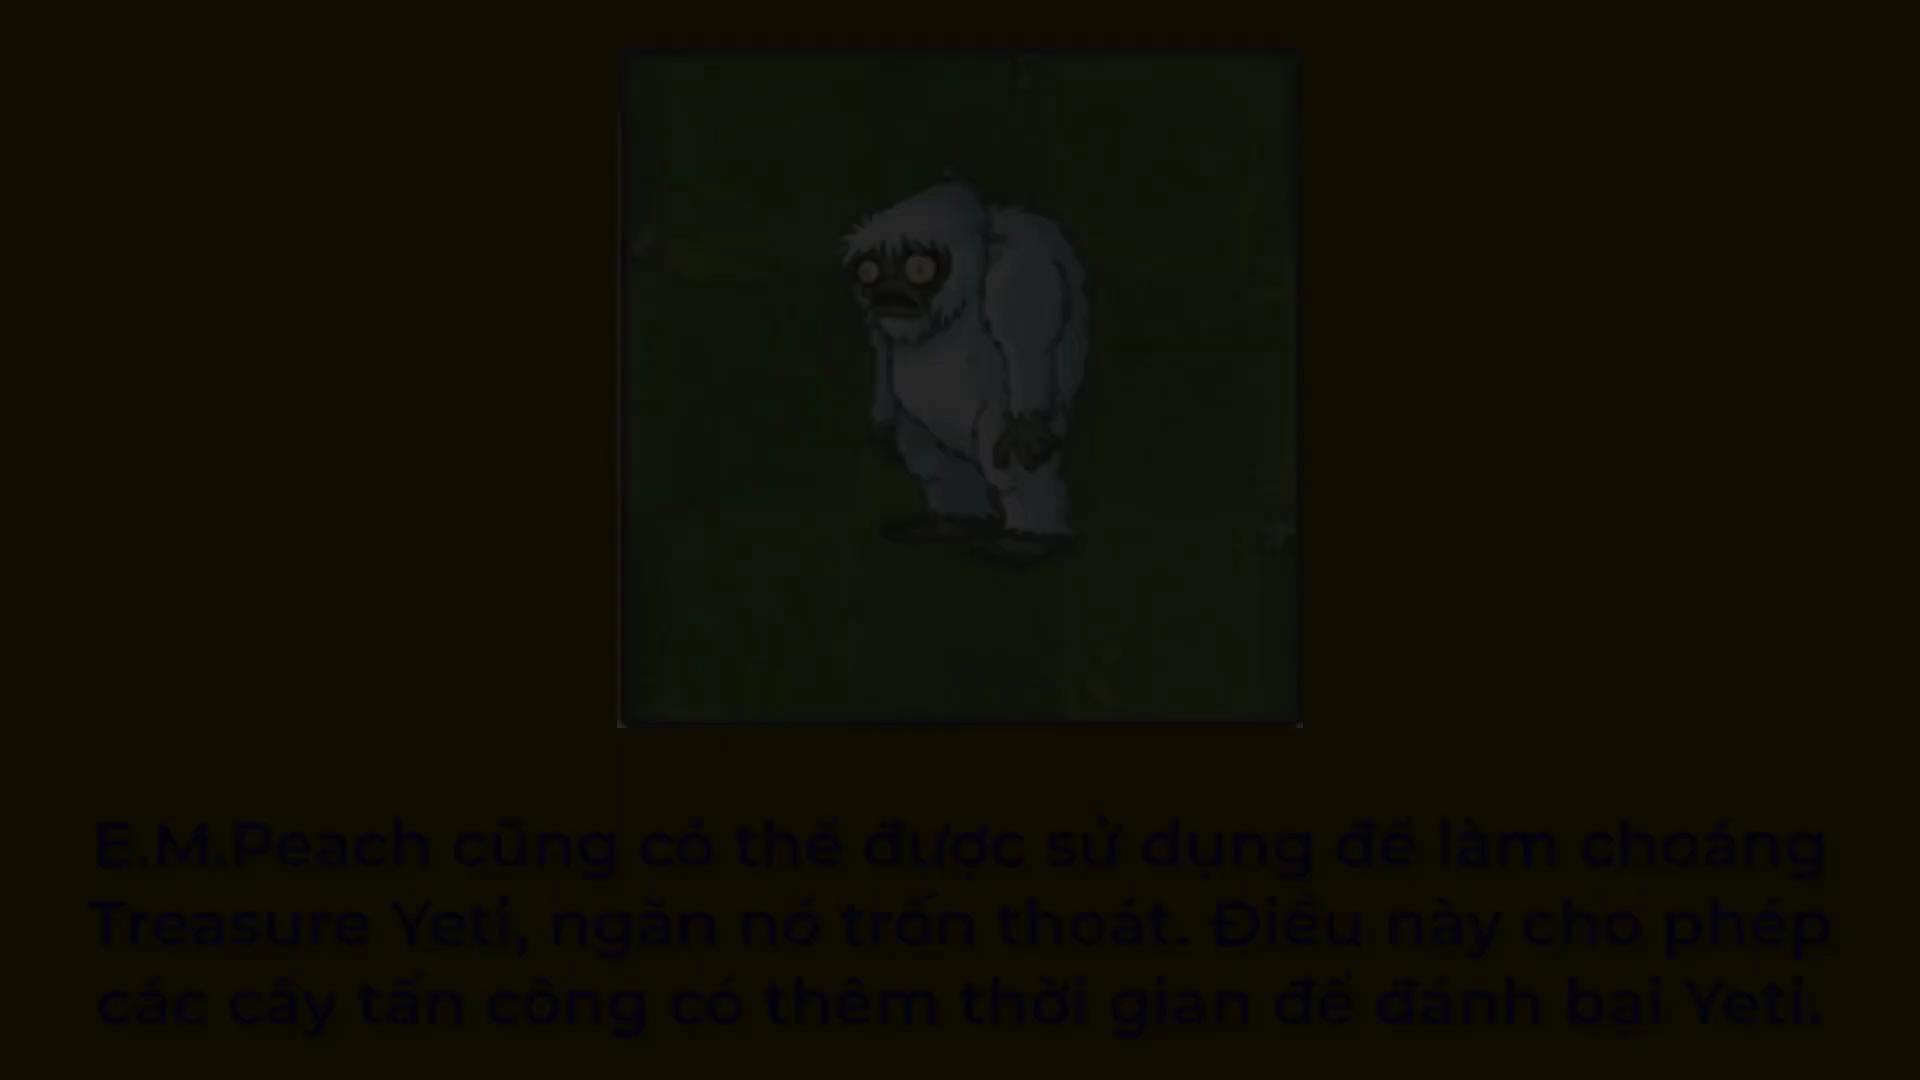 E.M.Peach cũng có thể được sử dụng để làm choáng
Treasure Yeti, ngăn nó trốn thoát. Điều này cho phép
các cây tấn công có thêm thời gian để đánh bại Yeti.